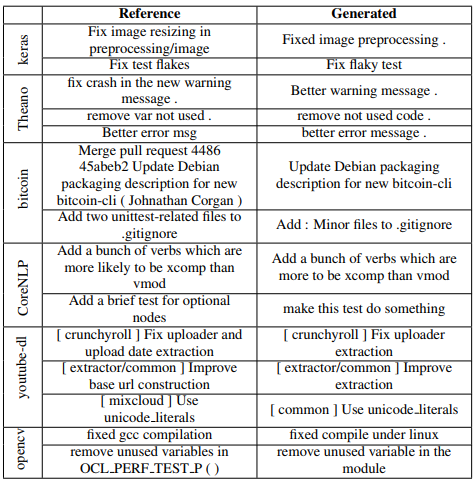 Reference Generated
keras
Fix image resizing in
preprocessing/image
Fixed image preprocessing .
Fix test flakes
Fix flaky test
Theano
fix crash in the new warning
message .
Better warning message .
remove var not used .
remove not used code .
Better error msg
better error message .
bitcoin
Merge pull request 4486
45abeb2 Update Debian
packaging description for new
bitcoin-cli ( Johnathan Corgan )
Update Debian packaging
description for new bitcoin-cli
Add two unittest-related files to
.gitignore
Add : Minor files to .gitignore
CoreNLP
Add a bunch of verbs which are
more likely to be xcomp than
vmod
Add a bunch of verbs which are
more to be xcomp than vmod
Add a brief test for optional
nodes
make this test do something
youtube-dl
[ crunchyroll ] Fix uploader and
upload date extraction
[ crunchyroll ] Fix uploader
extraction
[ extractor/common ] Improve
base url construction
[ extractor/common ] Improve
extraction
[ mixcloud ] Use
unicode_literals
[ common ] Use unicode_literals
opencv
fixed gcc compilation
fixed compile under linux
remove unused variables in
OCL_PERF_TEST_P ( )
remove unused variable in the
module